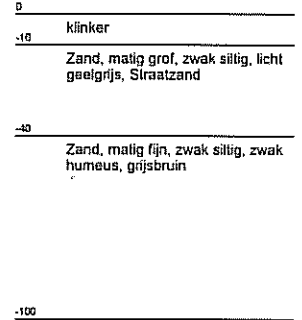 0
klinker
-10
Zand, matig grof, zwak siltig, licht
geelgrijs, Straatzand
-40
Zand, matig fijn, zwak siltig, zwak
humeus, grijsbruin
-100